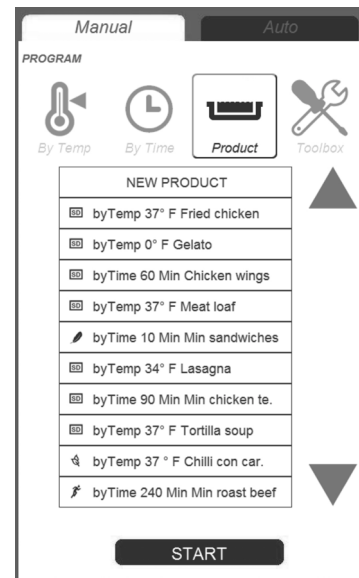 Manual Auto
PROGRAM
By Temp By Time Product Toolbox
NEW PRODUCT
SD byTemp 37° F Fried chicken
SD byTemp 0° F Gelato
SD byTime 60 Min Chicken wings
SD byTemp 37° F Meat loaf
byTime 10 Min Min sandwiches
SD byTemp 34° F Lasagna
SD byTime 90 Min Min chicken te.
SD byTemp 37° F Tortilla soup
byTemp 37 ° F Chilli con car.
byTime 240 Min Min roast beef
START